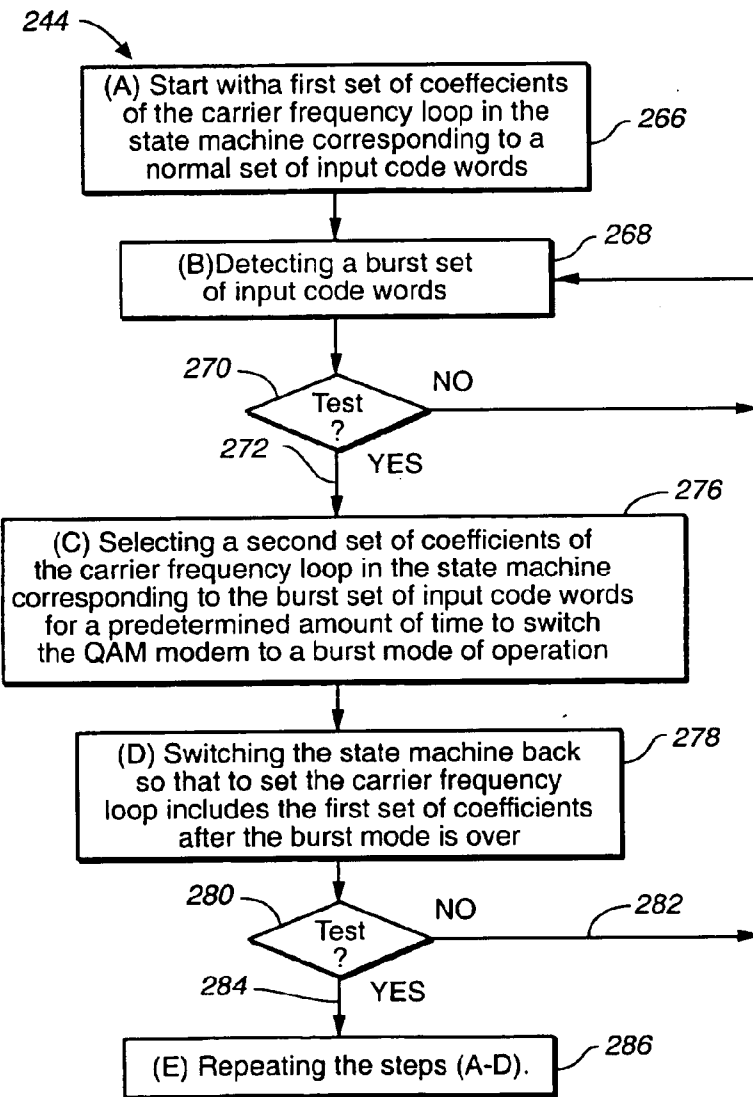 244
(A) Start witha first set of coeffecients
of the carrier frequency loop in the
state machine corresponding to a
normal set of input code words
266
268
(B)Detecting a burst set
of input code words
270
NO
Test
?
272
YES
276
(C) Selecting a second set of coefficients of
the carrier frequency loop in the state machine
corresponding to the burst set of input code words
for a predetermined amount of time to switch
the QAM modem to a burst mode of operation
278
(D) Switching the state machine back
so that to set the carrier frequency
loop includes the first set of coefficients
after the burst mode is over
280
NO
282
Test
?
284
YES
286
(E) Repeating the steps (A-D).